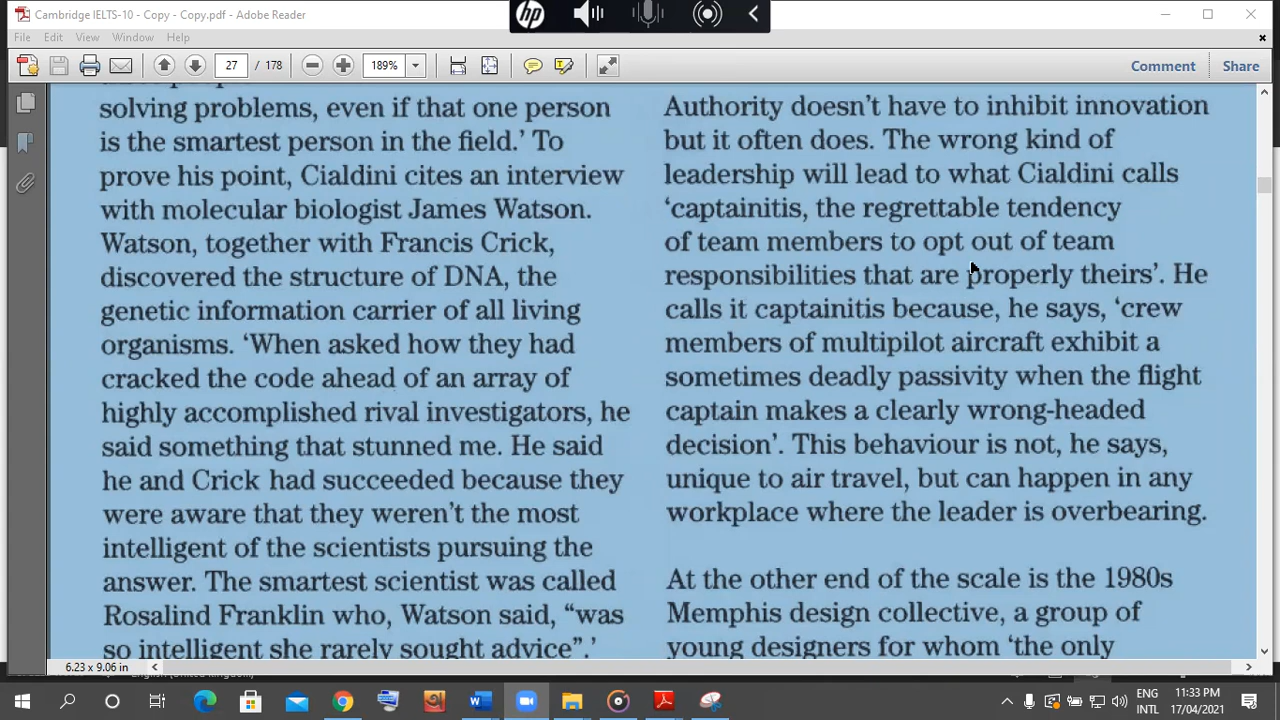 Cambridge IELTS-10 - Copy - Copy.pdf - Adobe Reader
hp
File Edit View Window Help
27 / 178
189%
Comment Share
solving problems, even if that one person
is the smartest person in the field.’ To
prove his point, Cialdini cites an interview
with molecular biologist James Watson.
Watson, together with Francis Crick,
discovered the structure of DNA, the
genetic information carrier of all living
organisms. ‘When asked how they had
cracked the code ahead of an array of
highly accomplished rival investigators, he
said something that stunned me. He said
he and Crick had succeeded because they
were aware that they weren’t the most
intelligent of the scientists pursuing the
answer. The smartest scientist was called
Rosalind Franklin who, Watson said, “was
so intelligent she rarely sought advice”.’
Authority doesn’t have to inhibit innovation
but it often does. The wrong kind of
leadership will lead to what Cialdini calls
‘captainitis, the regrettable tendency
of team members to opt out of team
responsibilities that are properly theirs’. He
calls it captainitis because, he says, ‘crew
members of multipilot aircraft exhibit a
sometimes deadly passivity when the flight
captain makes a clearly wrong-headed
decision’. This behaviour is not, he says,
unique to air travel, but can happen in any
workplace where the leader is overbearing.
At the other end of the scale is the 1980s
Memphis design collective, a group of
young designers for whom ‘the only
6.23 x 9.06 in
ENG
INTL
11:33 PM
17/04/2021